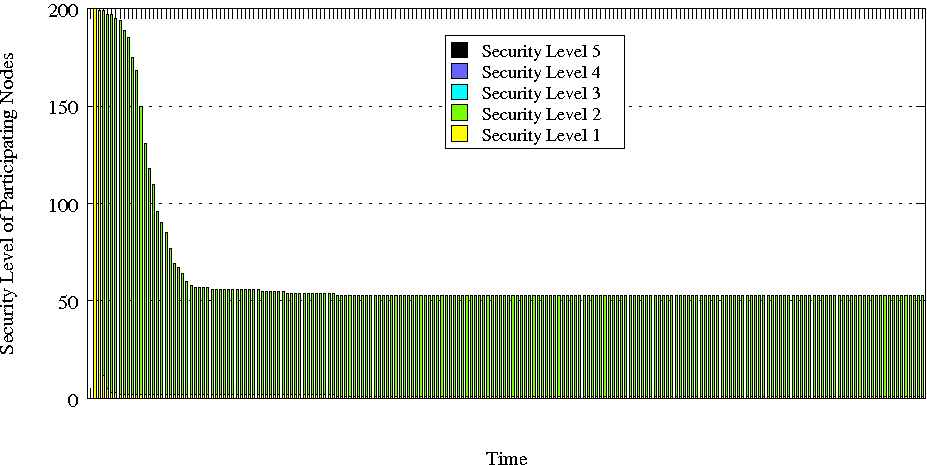 200
150
100
50
0
Security Level of Participating Nodes
Security Level 5
Security Level 4
Security Level 3
Security Level 2
Security Level 1
Time